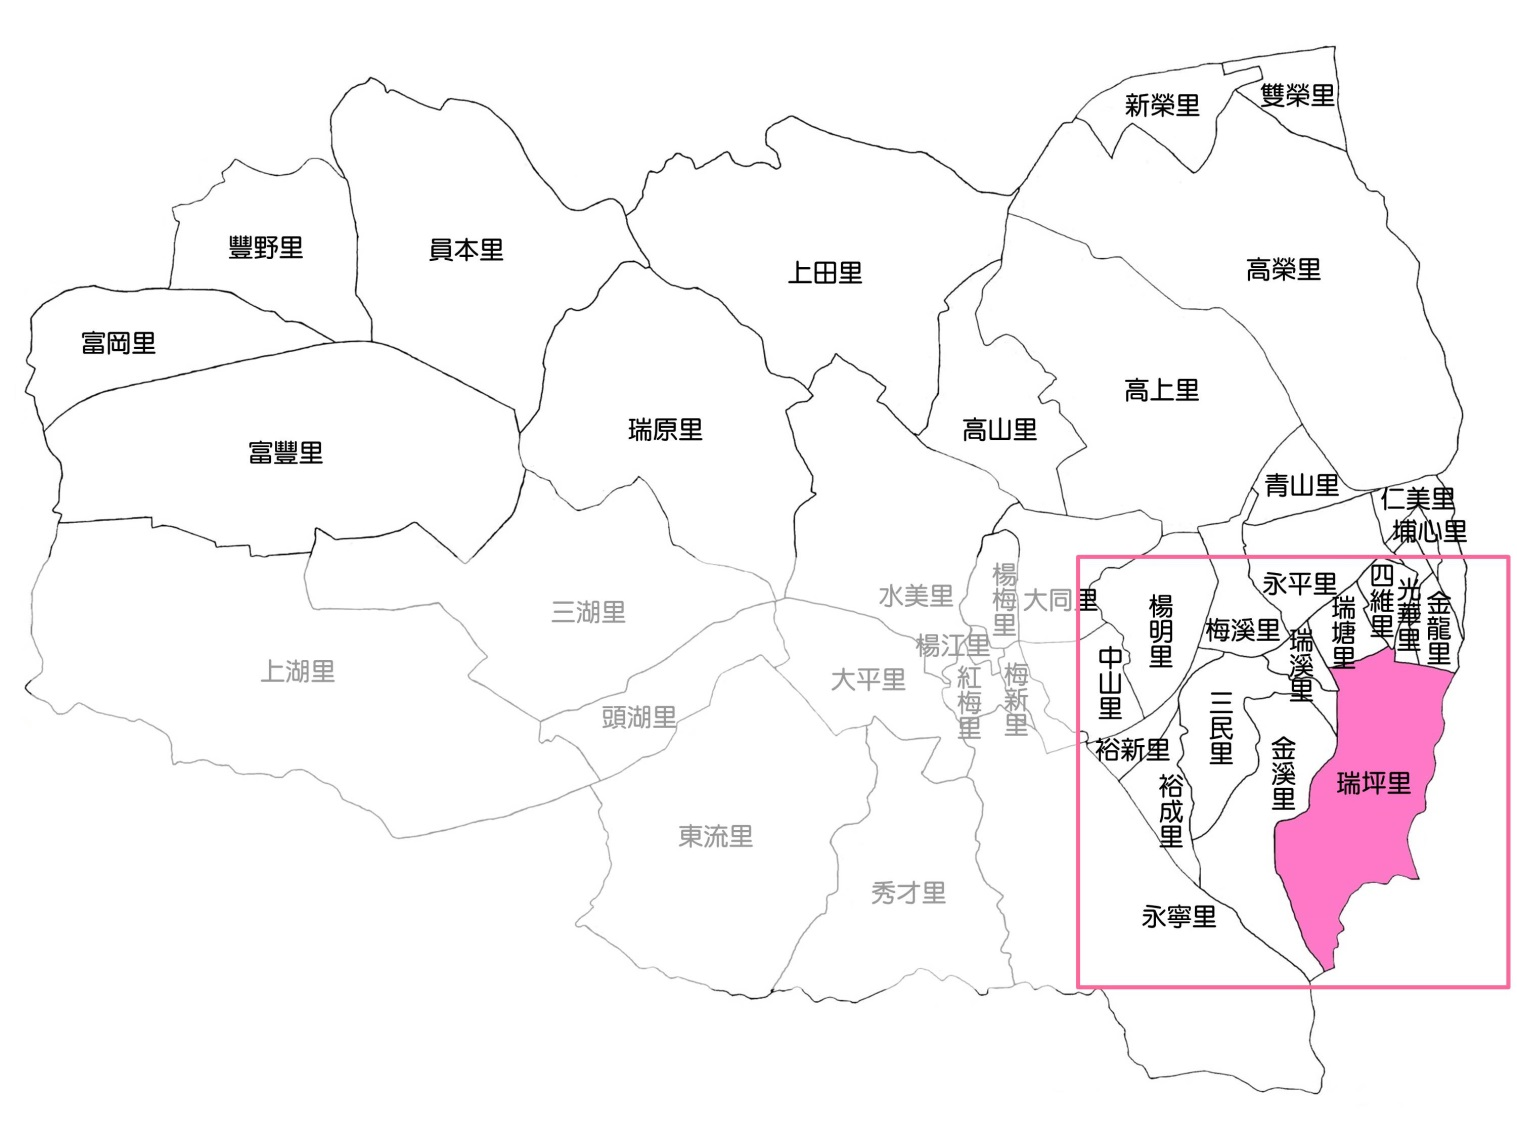 新榮里
雙榮里
豐野里
員本里
上田里
高榮里
富岡里
高上里
瑞原里
高山里
富豐里
青山里
仁美里
埔心里
三湖里
水美里
楊梅里
大同里
楊明里
永平里
四維里
光華里
金龍里
瑞塘里
梅溪里
瑞溪里
楊江里
上湖里
大平里
紅梅里
梅新里
中山里
頭湖里
三民里
裕新里
金溪里
瑞坪里
裕成里
東流里
秀才里
永寧里